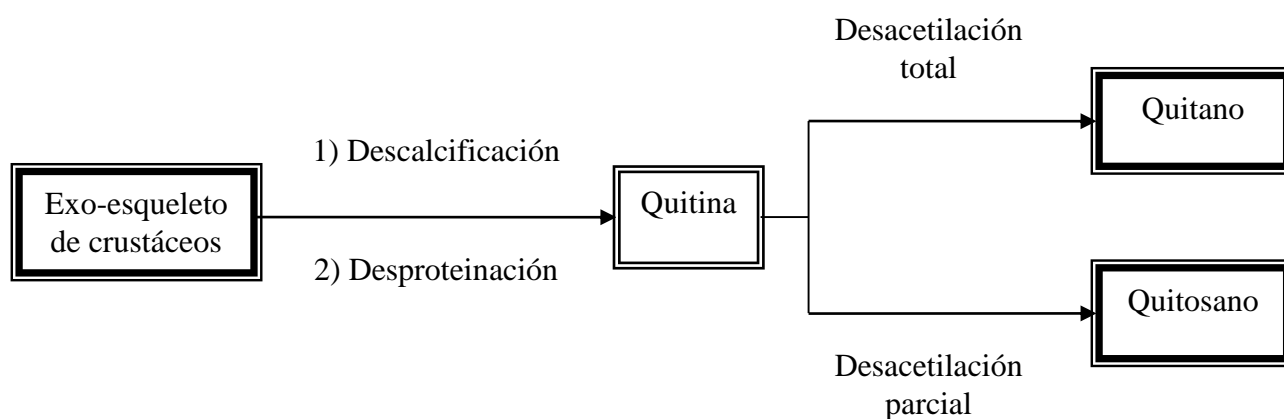 Desacetilación
total
Quitano
1) Descalcificación
Exo-esqueleto
de crustáceos
Quitina
2) Desproteinación
Quitosano
Desacetilación
parcial